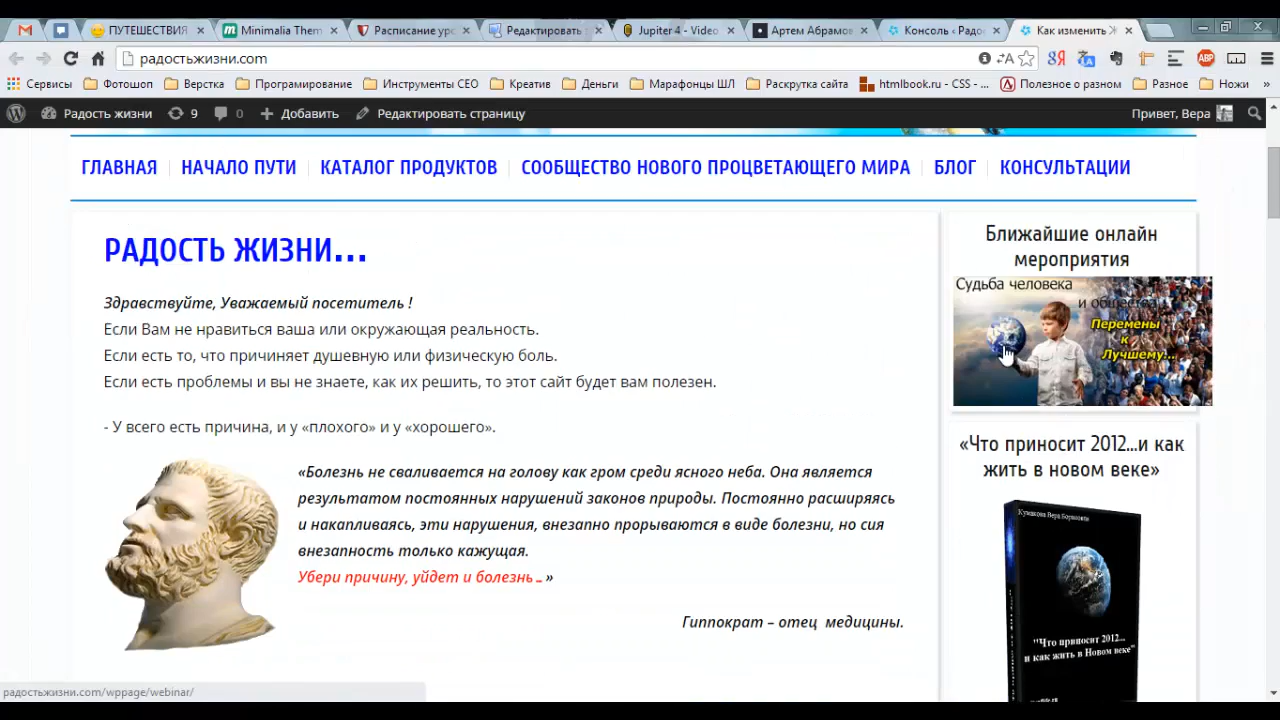 ПУТЕШЕСТВИЯ
Minimalia Them
Расписание уро
Редактировать
Jupiter 4 - Video
Артем Абрамов
Консоль ‹ Радо
Как изменить Ж
радостьжизни.com
Сервисы Фотошоп Верстка Програмирование Инструменты СЕО Креатив Деньги Марафонцы ШЛ Раскрутка сайта htmlbook.ru - CSS - ... Полезное о разном Разное Ножи »
Радость жизни 9 0 Добавить Редактировать страницу Привет, Вера
ГЛАВНАЯ НАЧАЛО ПУТИ КАТАЛОГ ПРОДУКТОВ СООБЩЕСТВО НОВОГО ПРОЦВЕТАЮЩЕГО МИРА БЛОГ КОНСУЛЬТАЦИИ
РАДОСТЬ ЖИЗНИ...
Здравствуйте, Уважаемый посетитель !
Если Вам не нравиться ваша или окружающая реальность.
Если есть то, что причиняет душевную или физическую боль.
Если есть проблемы и вы не знаете, как их решить, то этот сайт будет вам полезен.
- У всего есть причина, и у «плохого» и у «хорошего».
«Болезнь не сваливается на голову как гром среди ясного неба. Она является
результатом постоянных нарушений законов природы. Постоянно расширяясь
и накапливаясь, эти нарушения, внезапно прорываются в виде болезни, но сия
внезапность только кажущая.
Убери причину, уйдет и болезнь ... »
Гиппократ – отец медицины.
Ближайшие онлайн
мероприятия
Судьба человека
и общества...
Перемены
к
Лучшему...
«Что приносит 2012...и как
жить в новом веке»
"Что приносит 2012...
и как жить в Новом веке"
радостьжизни.com/wppage/webinar/